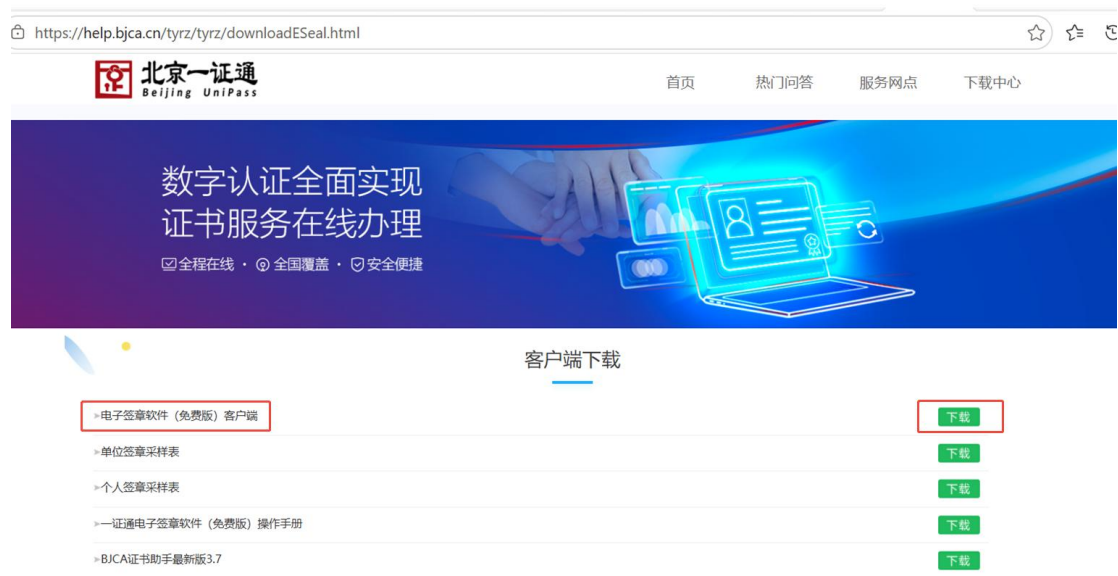 https://help.bjca.cn/tyrz/tyrz/downloadESeal.html
北京一证通
Beijing UniPass
首页 热门问答 服务网点 下载中心
数字认证全面实现
证书服务在线办理
全程在线 · 全国覆盖 · 安全便捷
客户端下载
电子签章软件（免费版）客户端 下载
单位签章采样表 下载
个人签章采样表 下载
一证通电子签章软件（免费版）操作手册 下载
BJCA证书助手最新版3.7 下载